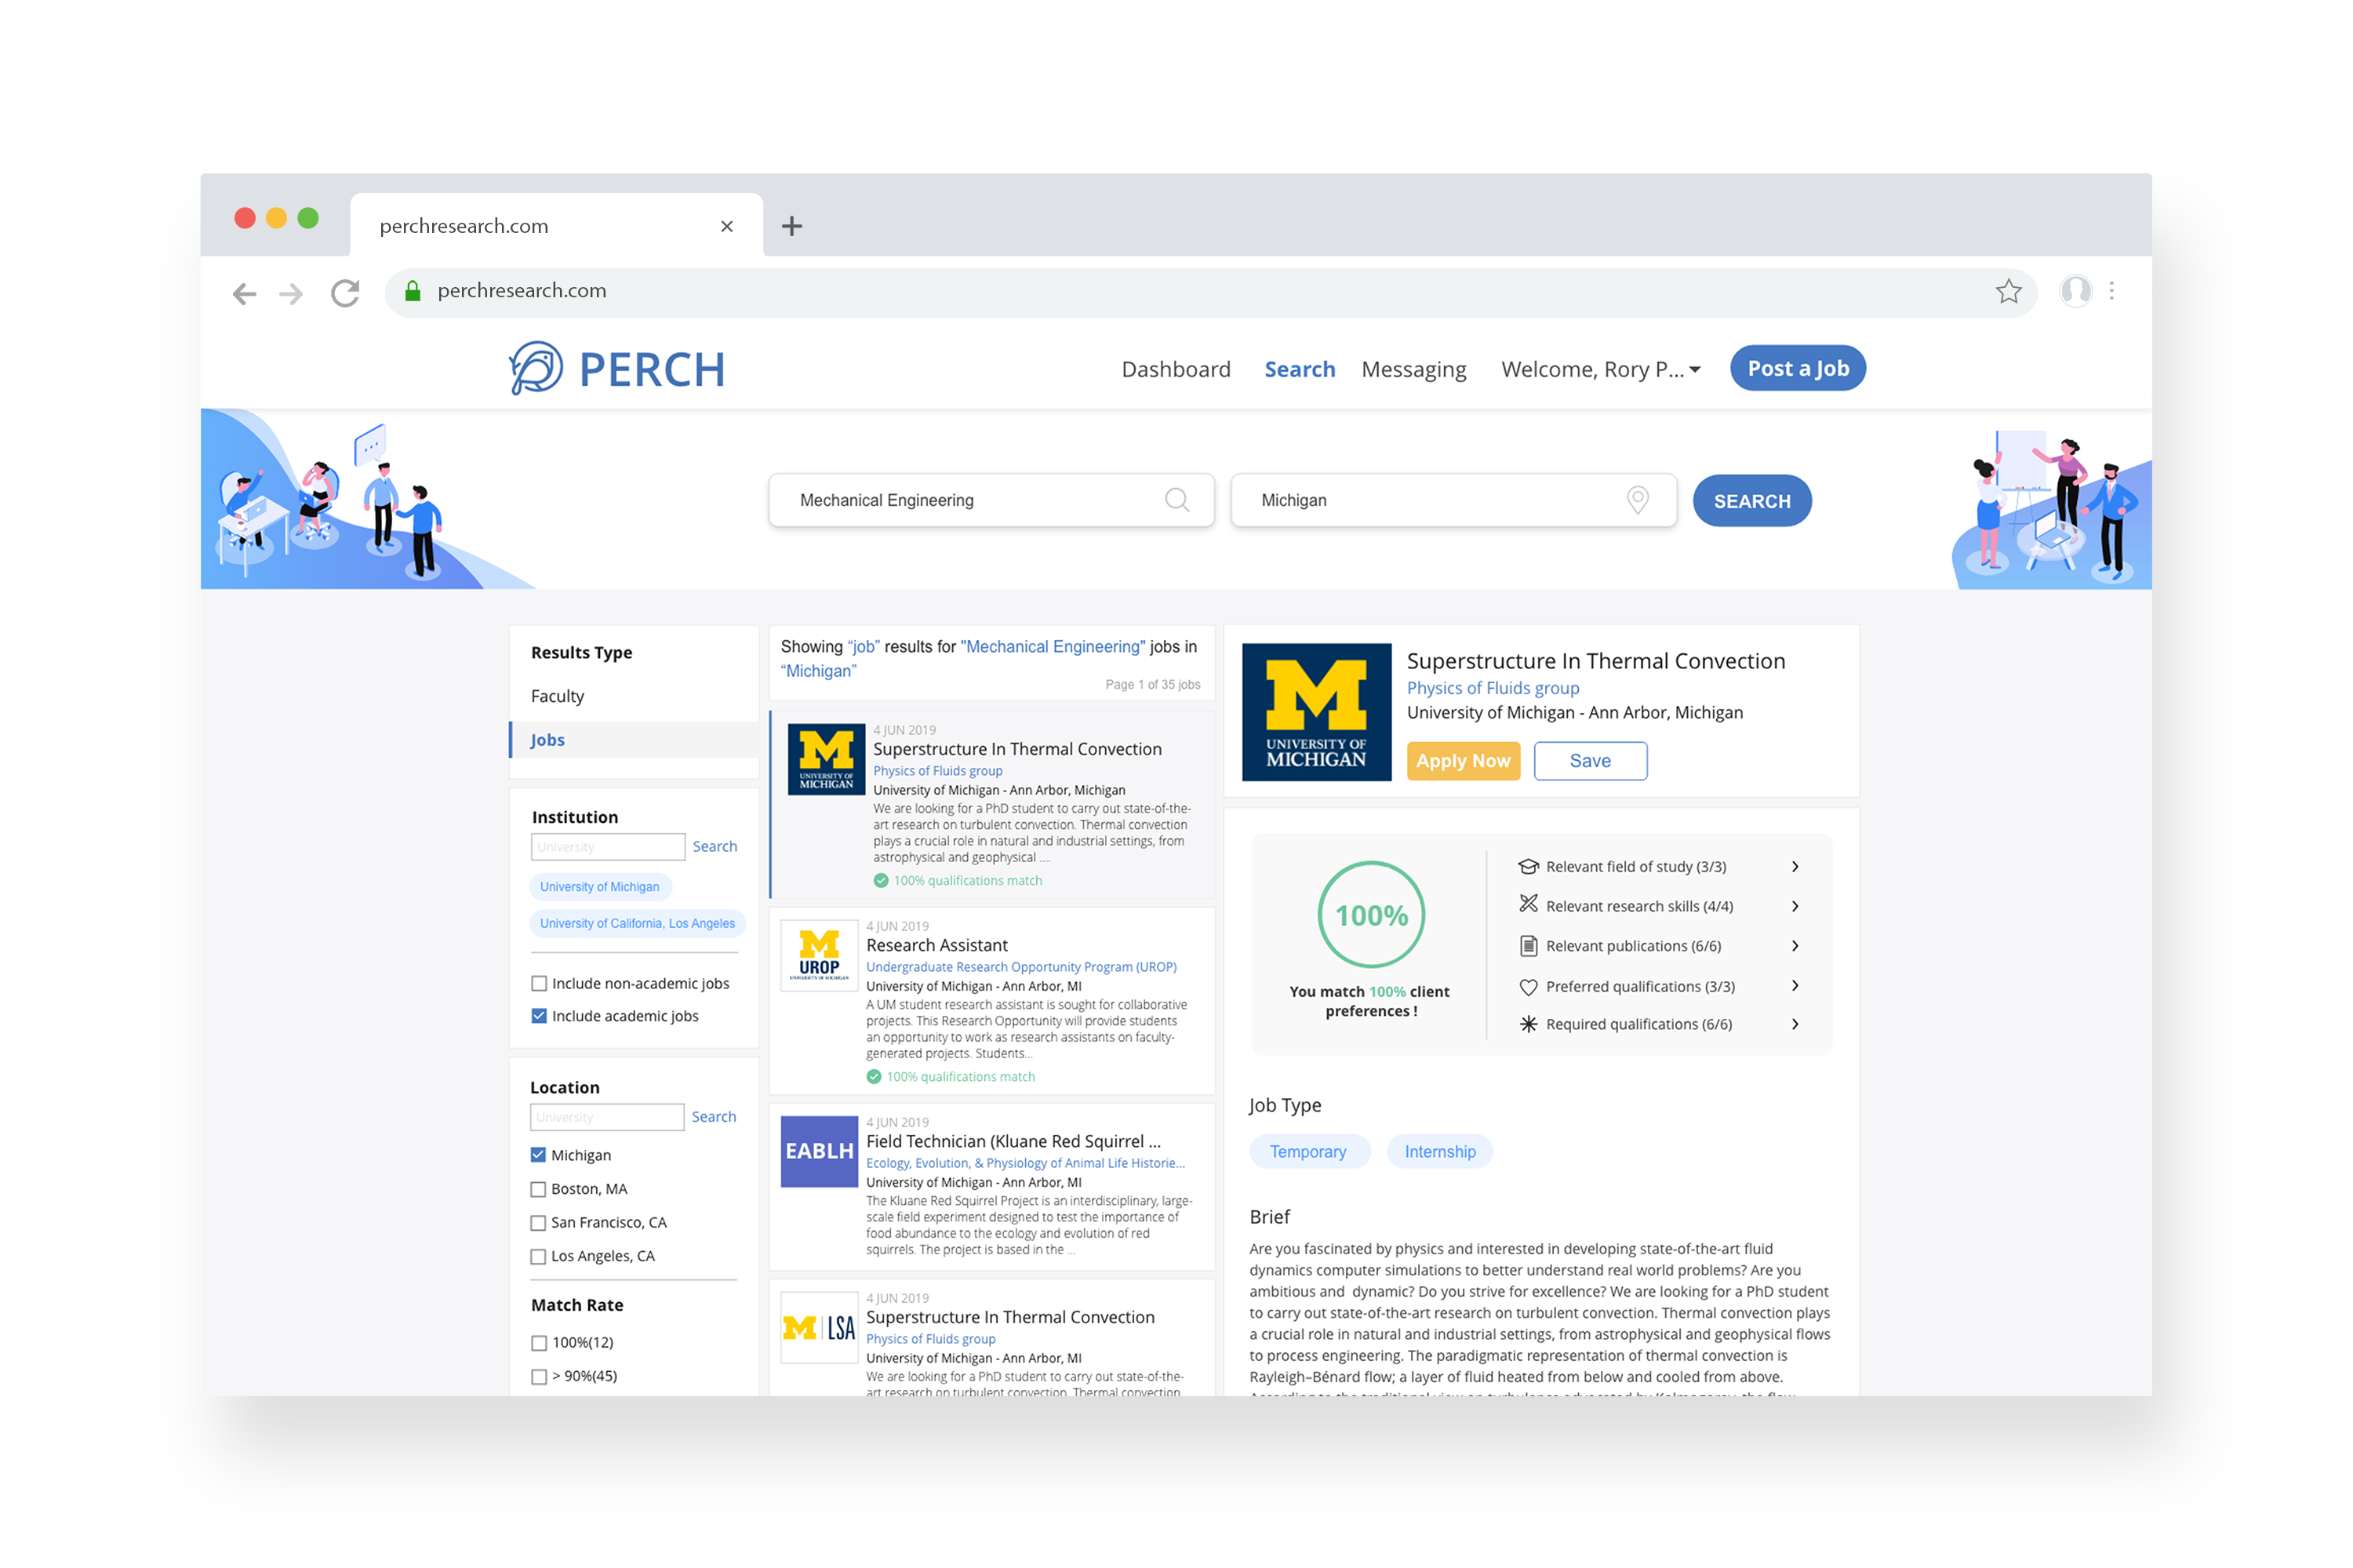 perchresearch.com
perchresearch.com
PERCH
Dashboard Search Messaging Welcome, Rory P... Post a Job
Mechanical Engineering
Michigan
SEARCH
Results Type
Faculty
Jobs
Institution
University Search
University of Michigan
University of California, Los Angeles
Include non-academic jobs
Include academic jobs
Location
University Search
Michigan
Boston, MA
San Francisco, CA
Los Angeles, CA
Match Rate
100%(12)
> 90%(45)
Showing “job” results for "Mechanical Engineering" jobs in
“Michigan”
Page 1 of 35 jobs
M
UNIVERSITY OF
MICHIGAN
4 JUN 2019
Superstructure In Thermal Convection
Physics of Fluids group
University of Michigan - Ann Arbor, Michigan
We are looking for a PhD student to carry out state-of-the-
art research on turbulent convection. Thermal convection
plays a crucial role in natural and industrial settings, from
astrophysical and geophysical ....
100% qualifications match
M
UROP
UNIVERSITY OF MICHIGAN
4 JUN 2019
Research Assistant
Undergraduate Research Opportunity Program (UROP)
University of Michigan - Ann Arbor, MI
A UM student research assistant is sought for collaborative
projects. This Research Opportunity will provide students
an opportunity to work as research assistants on faculty-
generated projects. Students...
100% qualifications match
EABLH
4 JUN 2019
Field Technician (Kluane Red Squirrel ...
Ecology, Evolution, & Physiology of Animal Life Historie...
University of Michigan - Ann Arbor, MI
The Kluane Red Squirrel Project is an interdisciplinary, large-
scale field experiment designed to test the importance of
food abundance to the ecology and evolution of red
squirrels. The project is based in the ...
M LSA
4 JUN 2019
Superstructure In Thermal Convection
Physics of Fluids group
University of Michigan - Ann Arbor, MI
We are looking for a PhD student to carry out state-of-the-
art research on turbulent convection. Thermal convection
M
UNIVERSITY OF
MICHIGAN
Superstructure In Thermal Convection
Physics of Fluids group
University of Michigan - Ann Arbor, Michigan
Apply Now Save
100%
You match 100% client
preferences !
Relevant field of study (3/3)
Relevant research skills (4/4)
Relevant publications (6/6)
Preferred qualifications (3/3)
Required qualifications (6/6)
Job Type
Temporary Internship
Brief
Are you fascinated by physics and interested in developing state-of-the-art fluid
dynamics computer simulations to better understand real world problems? Are you
ambitious and dynamic? Do you strive for excellence? We are looking for a PhD student
to carry out state-of-the-art research on turbulent convection. Thermal convection plays
a crucial role in natural and industrial settings, from astrophysical and geophysical flows
to process engineering. The paradigmatic representation of thermal convection is
Rayleigh–Bénard flow; a layer of fluid heated from below and cooled from above.
According to the traditional view on turbulence advocated by Kolmogorov, the flow